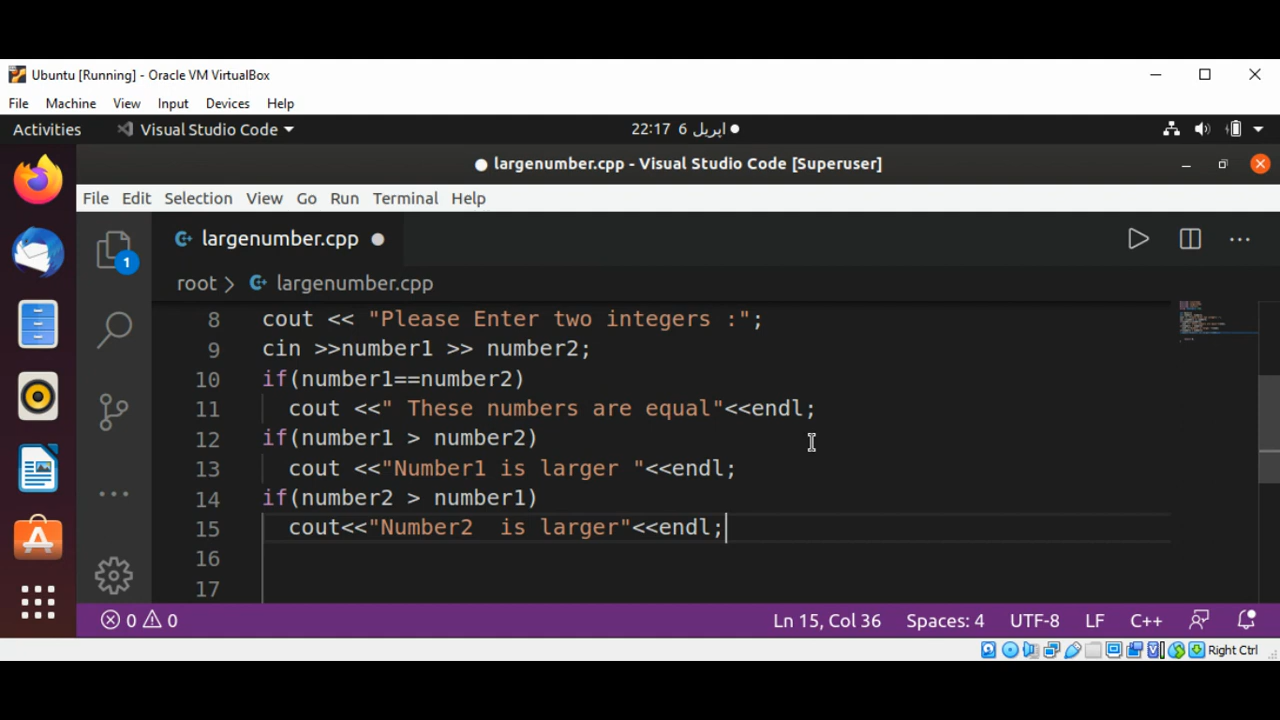 Ubuntu [Running] - Oracle VM VirtualBox
File Machine View Input Devices Help
Activities Visual Studio Code 22:17 6 اپریل
largenumber.cpp - Visual Studio Code [Superuser]
File Edit Selection View Go Run Terminal Help
largenumber.cpp
1
root > largenumber.cpp
8 cout << "Please Enter two integers :";
9 cin >>number1 >> number2;
10 if(number1==number2)
11 cout <<" These numbers are equal"<<endl;
12 if(number1 > number2)
13 cout <<"Number1 is larger "<<endl;
14 if(number2 > number1)
15 cout<<"Number2  is larger"<<endl;
16
17
0 0 Ln 15, Col 36 Spaces: 4 UTF-8 LF C++
Right Ctrl